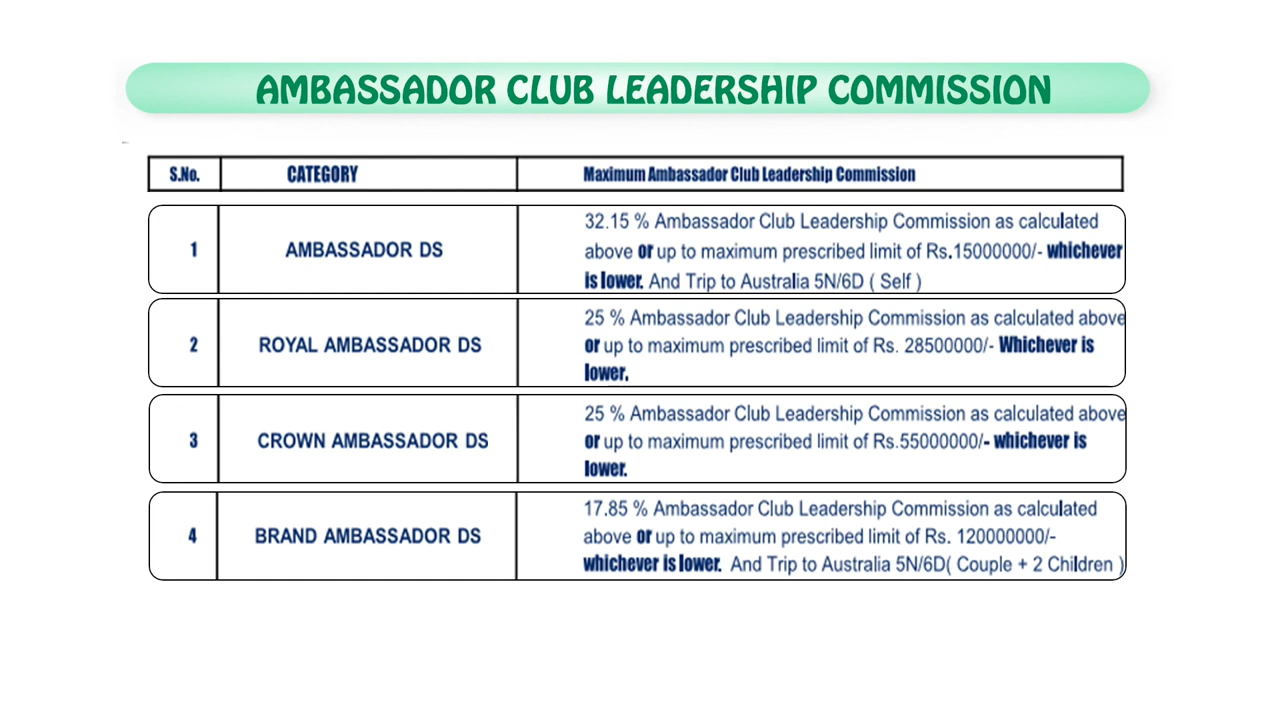 AMBASSADOR CLUB LEADERSHIP COMMISSION
S.No. CATEGORY Maximum Ambassador Club Leadership Commission
1 AMBASSADOR DS
32.15 % Ambassador Club Leadership Commission as calculated
above or up to maximum prescribed limit of Rs.15000000/- whichever
is lower. And Trip to Australia 5N/6D ( Self )
2 ROYAL AMBASSADOR DS
25 % Ambassador Club Leadership Commission as calculated above
or up to maximum prescribed limit of Rs. 28500000/- Whichever is
lower.
3 CROWN AMBASSADOR DS
25 % Ambassador Club Leadership Commission as calculated above
or up to maximum prescribed limit of Rs.55000000/- whichever is
lower.
4 BRAND AMBASSADOR DS
17.85 % Ambassador Club Leadership Commission as calculated
above or up to maximum prescribed limit of Rs. 120000000/-
whichever is lower. And Trip to Australia 5N/6D( Couple + 2 Children )